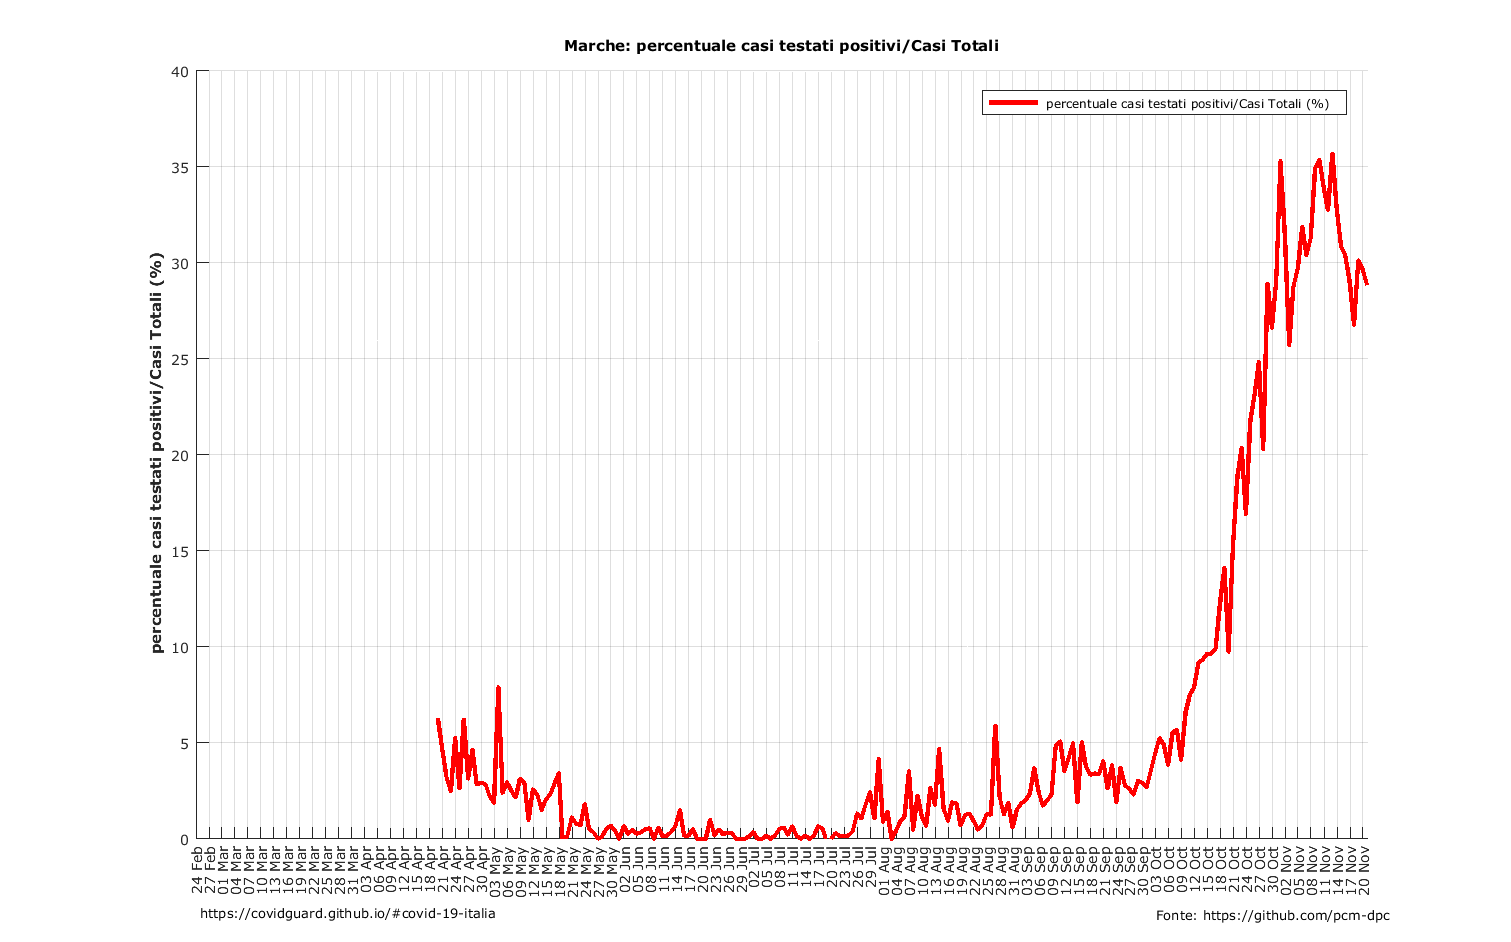 Marche: percentuale casi testati positivi/Casi Totali
percentuale casi testati positivi/Casi Totali (%)
percentuale casi testati positivi/Casi Totali (%)
40
35
30
25
20
15
10
5
0
24 Feb
27 Feb
01 Mar
04 Mar
07 Mar
10 Mar
13 Mar
16 Mar
19 Mar
22 Mar
25 Mar
28 Mar
31 Mar
03 Apr
06 Apr
09 Apr
12 Apr
15 Apr
18 Apr
21 Apr
24 Apr
27 Apr
30 Apr
03 May
06 May
09 May
12 May
15 May
18 May
21 May
24 May
27 May
30 May
02 Jun
05 Jun
08 Jun
11 Jun
14 Jun
17 Jun
20 Jun
23 Jun
26 Jun
29 Jun
02 Jul
05 Jul
08 Jul
11 Jul
14 Jul
17 Jul
20 Jul
23 Jul
26 Jul
29 Jul
01 Aug
04 Aug
07 Aug
10 Aug
13 Aug
16 Aug
19 Aug
22 Aug
25 Aug
28 Aug
31 Aug
03 Sep
06 Sep
09 Sep
12 Sep
15 Sep
18 Sep
21 Sep
24 Sep
27 Sep
30 Sep
03 Oct
06 Oct
09 Oct
12 Oct
15 Oct
18 Oct
21 Oct
24 Oct
27 Oct
30 Oct
02 Nov
05 Nov
08 Nov
11 Nov
14 Nov
17 Nov
20 Nov
https://covidguard.github.io/#covid-19-italia
Fonte: https://github.com/pcm-dpc